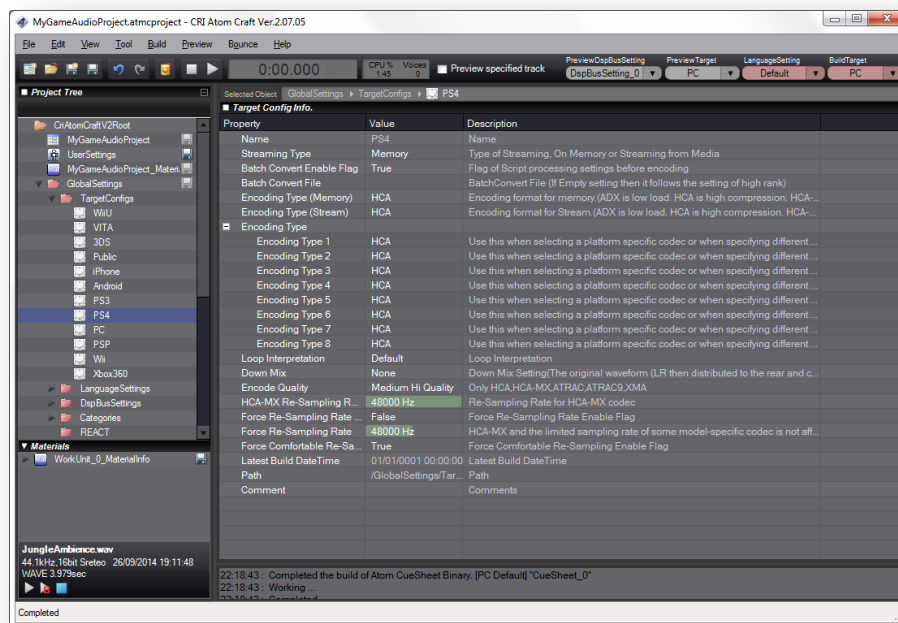 MyGameAudioProject.atmcproject - CRI Atom Craft Ver.2.07.05
File Edit View Tool Build Preview Bounce Help
0:00.000
CPU % Voices
1.45 0
Preview specified track
PreviewDspBusSetting PreviewTarget LanguageSetting BuildTarget
DspBusSetting_0 PC Default PC
Project Tree
CriAtomCraftV2Root
MyGameAudioProject
UserSettings
MyGameAudioProject_Materi
GlobalSettings
TargetConfigs
WiiU
VITA
3DS
Public
iPhone
Android
PS3
PS4
PC
PSP
Wii
Xbox360
LanguageSettings
DspBusSettings
Categories
REACT
Materials
WorkUnit_0_MaterialInfo
JungleAmbience.wav
44.1kHz,16bit Sreteo 26/09/2014 19:11:48
WAVE 3.979sec
Selected Object GlobalSettings TargetConfigs PS4
Target Config Info.
Property Value Description
Name PS4 Name
Streaming Type Memory Type of Streaming, On Memory or Streaming from Media
Batch Convert Enable Flag True Flag of Script processing settings before encoding
Batch Convert File BatchConvert File (If Empty setting then it follows the setting of high rank)
Encoding Type (Memory) HCA Encoding format for memory.(ADX is low load. HCA is high compression. HCA-...
Encoding Type (Stream) HCA Encoding format for Stream.(ADX is low load. HCA is high compression. HCA-...
Encoding Type
Encoding Type 1 HCA Use this when selecting a platform specific codec or when specifying different ...
Encoding Type 2 HCA Use this when selecting a platform specific codec or when specifying different ...
Encoding Type 3 HCA Use this when selecting a platform specific codec or when specifying different ...
Encoding Type 4 HCA Use this when selecting a platform specific codec or when specifying different ...
Encoding Type 5 HCA Use this when selecting a platform specific codec or when specifying different ...
Encoding Type 6 HCA Use this when selecting a platform specific codec or when specifying different ...
Encoding Type 7 HCA Use this when selecting a platform specific codec or when specifying different ...
Encoding Type 8 HCA Use this when selecting a platform specific codec or when specifying different ...
Loop Interpretation Default Loop Interpretation
Down Mix None Down Mix Setting(The original waveform (LR then distributed to the rear and c...
Encode Quality Medium Hi Quality Only HCA,HCA-MX,ATRAC,ATRAC9,XMA
HCA-MX Re-Sampling R... 48000 Hz Re-Sampling Rate for HCA-MX codec
Force Re-Sampling Rate ... False Force Re-Sampling Rate Enable Flag
Force Re-Sampling Rate 48000 Hz HCA-MX and the limited sampling rate of some model-specific codec is not aff...
Force Comfortable Re-Sa... True Force Comfortable Re-Sampling Enable Flag
Latest Build DateTime 01/01/0001 00:00:00 Latest Build DateTime
Path /GlobalSettings/Tar... Path
Comment Comments
22:18:43 : Completed the build of Atom CueSheet Binary. [PC Default] "CueSheet_0"
22:18:43 : Working ...
22:18:43 : Completed
Completed